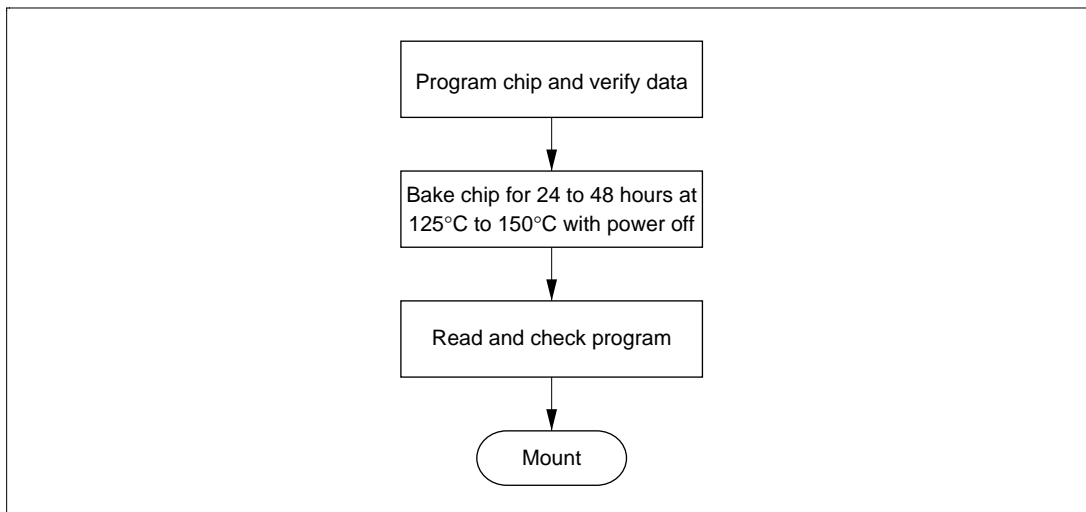 Program chip and verify data
Bake chip for 24 to 48 hours at
125°C to 150°C with power off
Read and check program
Mount